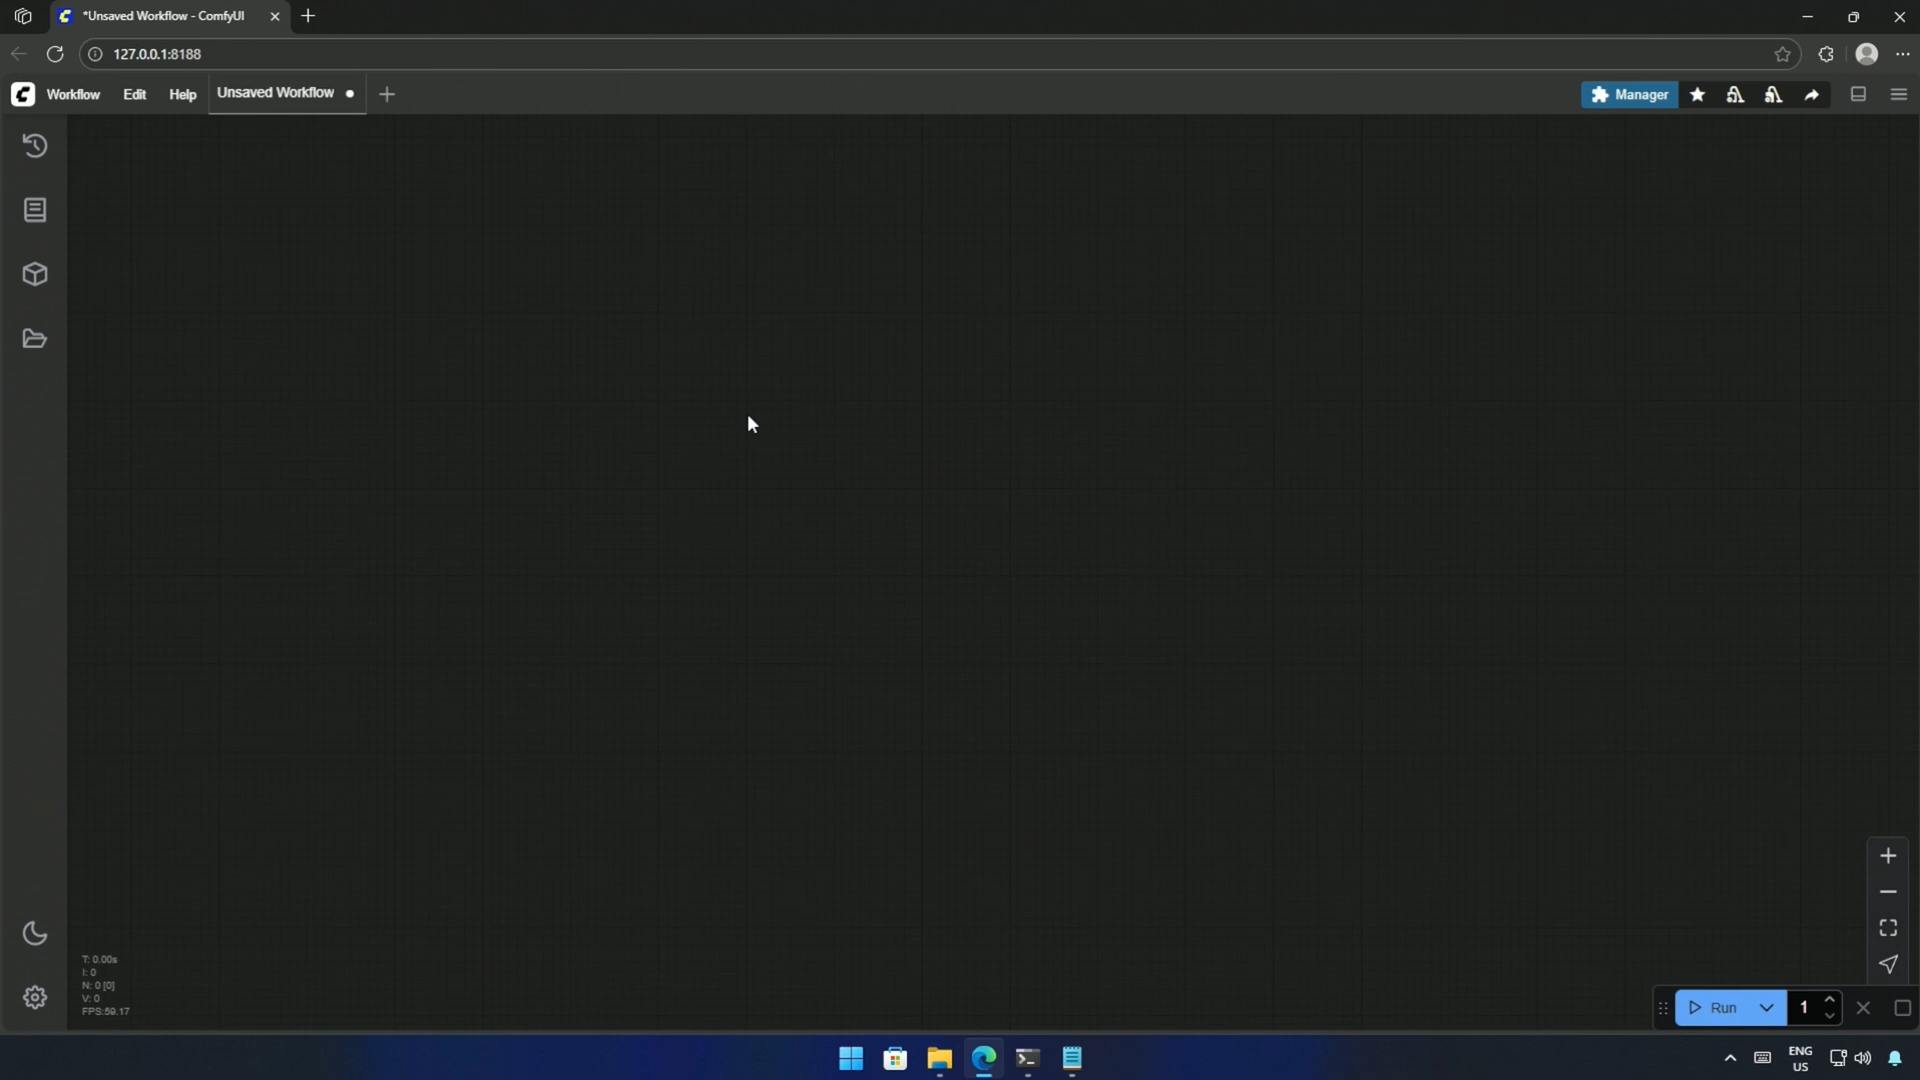 *Unsaved Workflow - ComfyUI
127.0.0.1:8188
Workflow
Edit
Help
Unsaved Workflow
Manager
T: 0.00s
I: 0
N: 0 [0]
V: 0
FPS:59.17
Run
1
ENG
US